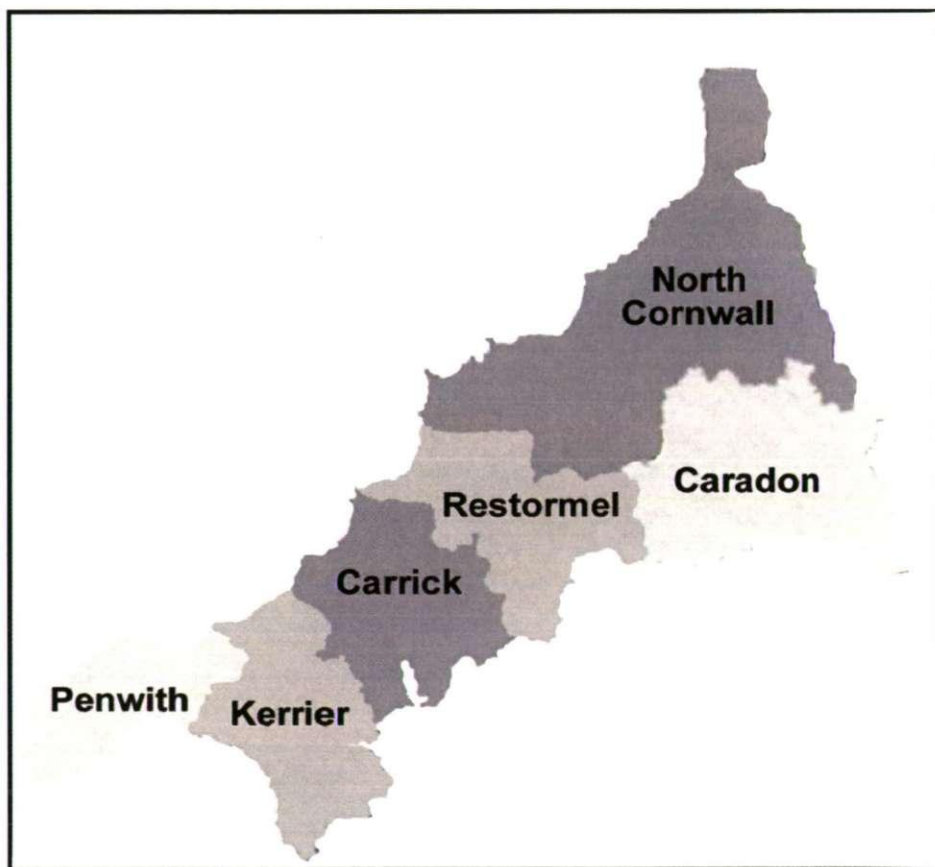 North
Cornwall
Caradon
Restormel
Carrick
Penwith
Kerrier